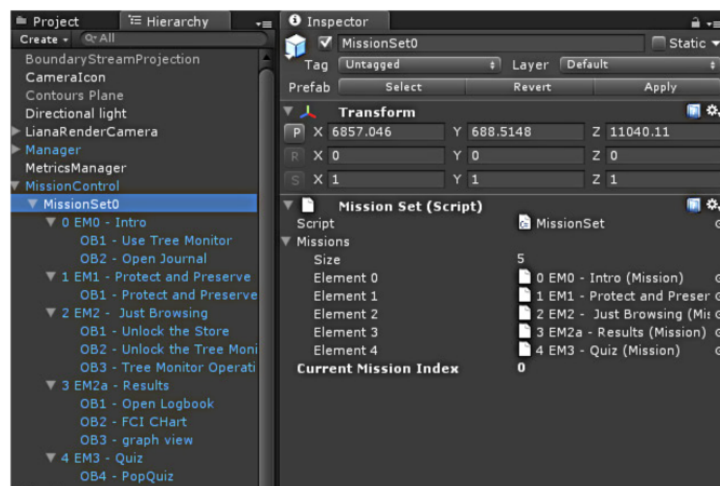 Project
Hierarchy
Create
All
BoundaryStreamProjection
CameraIcon
Contours Plane
Directional light
LianaRenderCamera
Manager
MetricsManager
MissionControl
MissionSet0
0 EM0 - Intro
OB1 - Use Tree Monitor
OB2 - Open Journal
1 EM1 - Protect and Preserve
OB1 - Protect and Preserve
2 EM2 - Just Browsing
OB1 - Unlock the Store
OB2 - Unlock the Tree Moni
OB3 - Tree Monitor Operati
3 EM2a - Results
OB1 - Open Logbook
OB2 - FCI CHart
OB3 - graph view
4 EM3 - Quiz
OB4 - PopQuiz
Inspector
MissionSet0 Static
Tag Untagged Layer Default
Prefab Select Revert Apply
Transform
P X 6857.046 Y 688.5148 Z 11040.11
R X 0 Y 0 Z 0
S X 1 Y 1 Z 1
Mission Set (Script)
Script MissionSet
Missions
Size 5
Element 0 0 EM0 - Intro (Mission)
Element 1 1 EM1 - Protect and Preser
Element 2 2 EM2 - Just Browsing (Mis
Element 3 3 EM2a - Results (Mission)
Element 4 4 EM3 - Quiz (Mission)
Current Mission Index 0